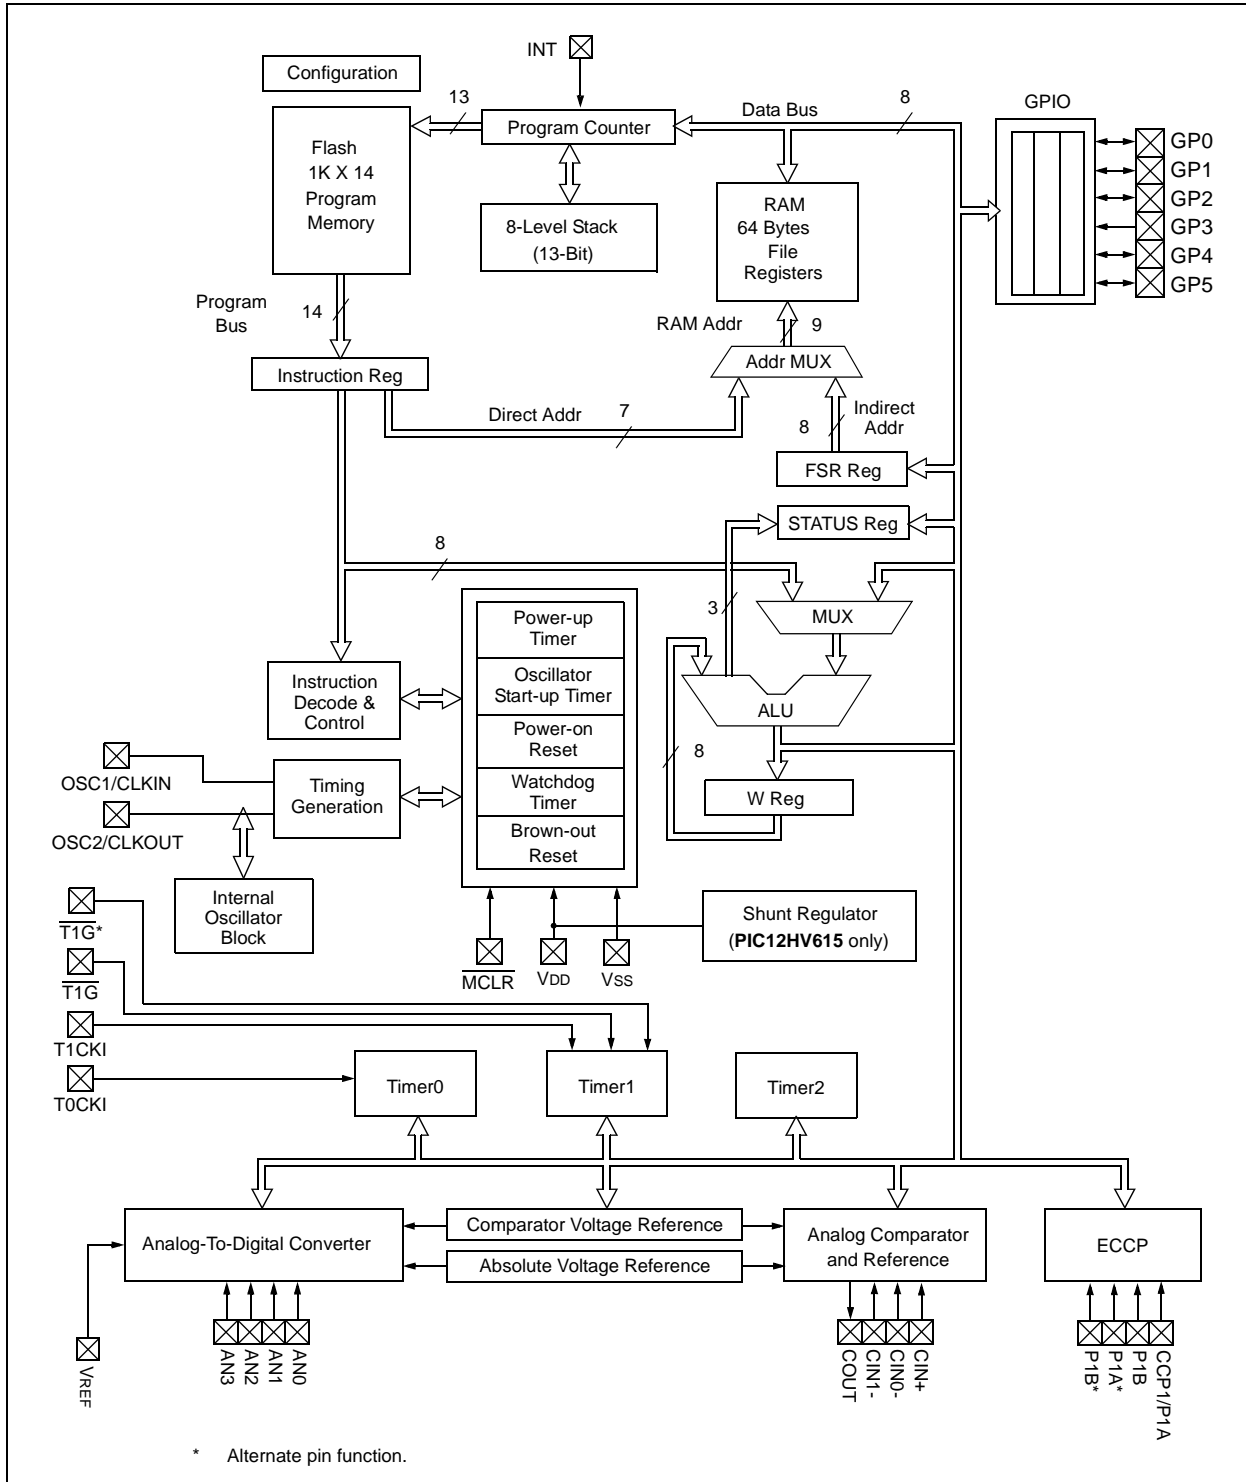 INT
Configuration
13
Data Bus
8
GPIO
Program Counter
Flash
1K X 14
Program
Memory
GP0
GP1
GP2
GP3
GP4
GP5
8-Level Stack
(13-Bit)
RAM
64 Bytes
File
Registers
Program
Bus
14
RAM Addr
9
Addr MUX
Instruction Reg
Direct Addr
7
Indirect
Addr
8
FSR Reg
STATUS Reg
8
3
MUX
Power-up
Timer
Oscillator
Start-up Timer
Power-on
Reset
Watchdog
Timer
Brown-out
Reset
Instruction
Decode &
Control
ALU
8
W Reg
OSC1/CLKIN
Timing
Generation
OSC2/CLKOUT
Internal
Oscillator
Block
Shunt Regulator
(PIC12HV615 only)
T1G*
MCLR
VDD
VSS
T1G
T1CKI
T0CKI
Timer0
Timer1
Timer2
Analog-To-Digital Converter
Comparator Voltage Reference
Absolute Voltage Reference
Analog Comparator
and Reference
ECCP
VREF
AN3
AN2
AN1
AN0
COUT
CIN1-
CIN0-
CIN+
P1B*
P1A*
P1B
CCP1/P1A
* Alternate pin function.